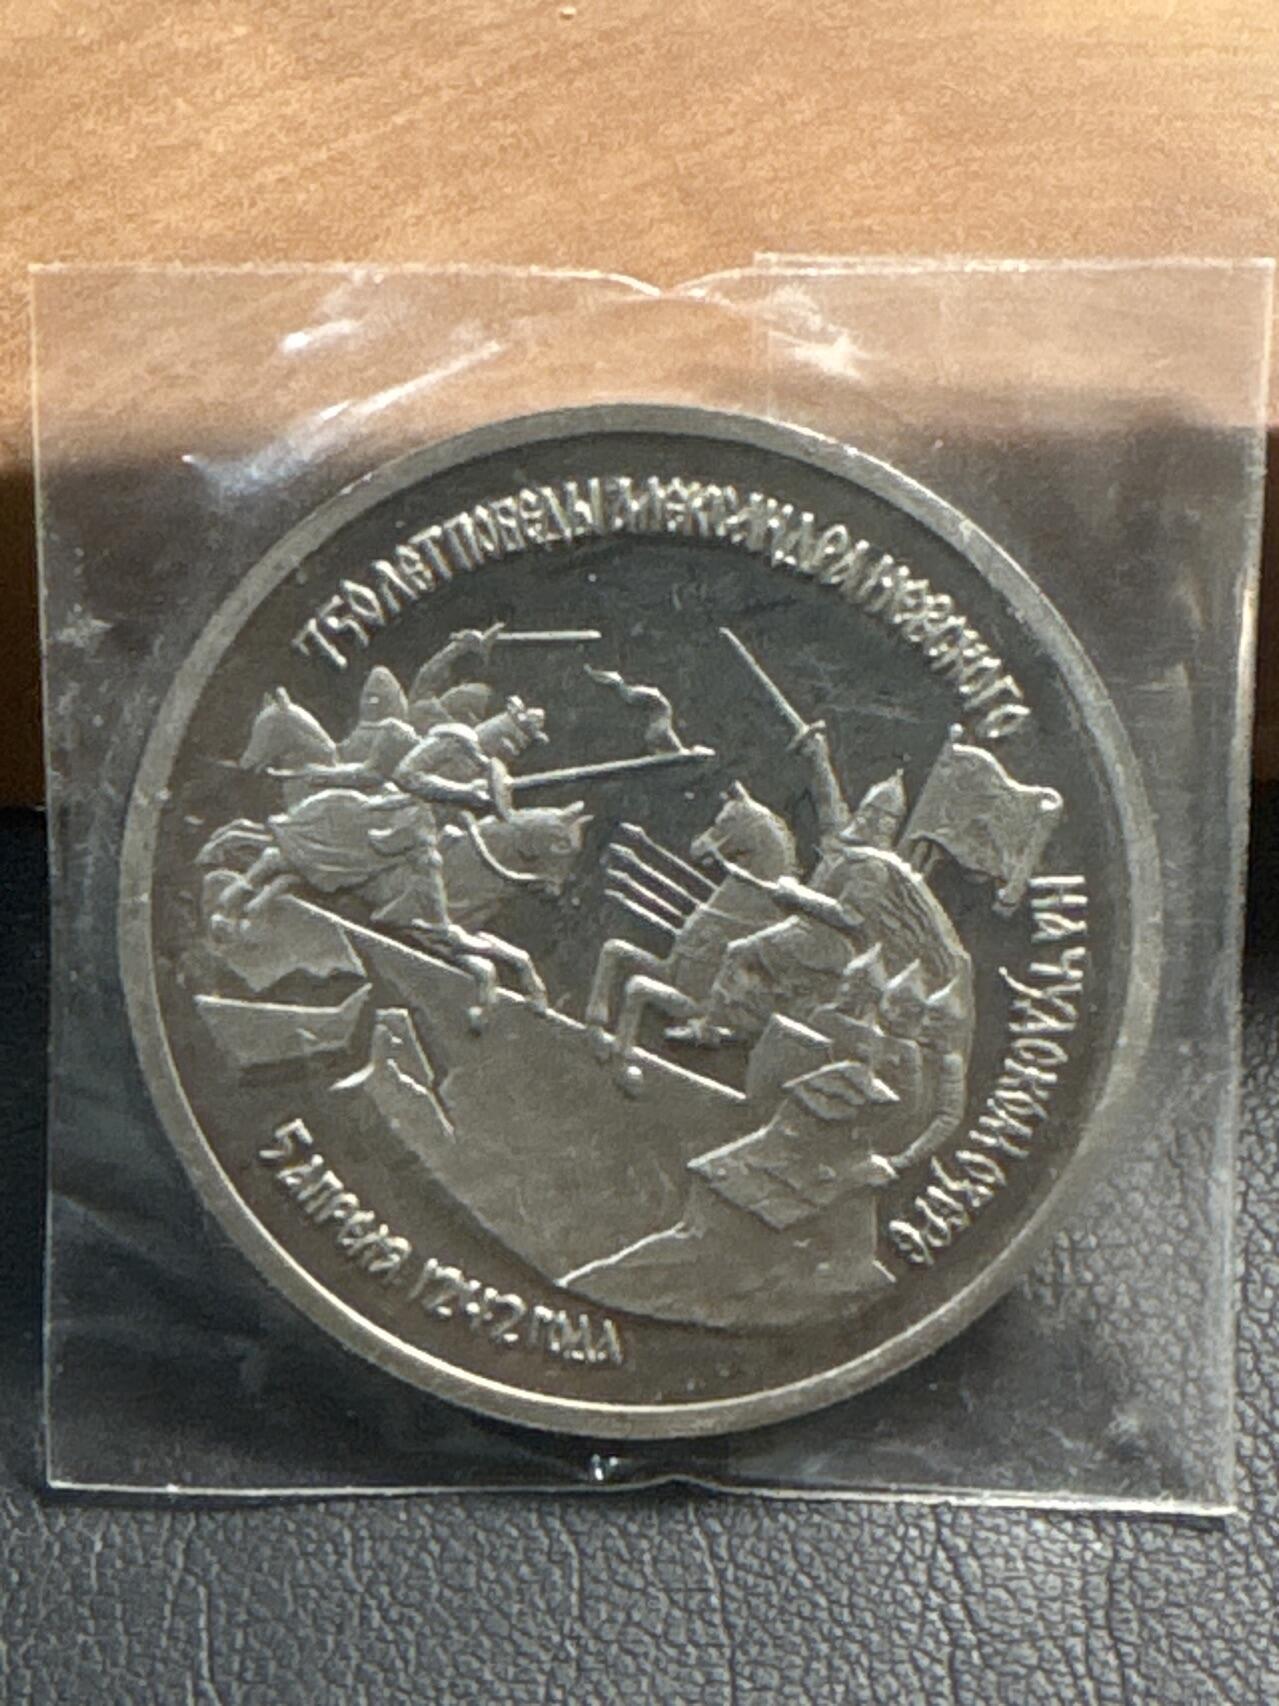 750 ЛЕТ ПОБЕДЫ АЛЕКСАНДРА НЕВСКОГО
НА ЧУДСКОМ ОЗЕРЕ
5 АПРЕЛЯ 1242 ГОДА